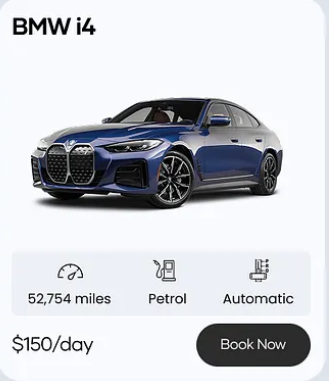 BMW i4
52,754 miles
Petrol
Automatic
$150/day
Book Now